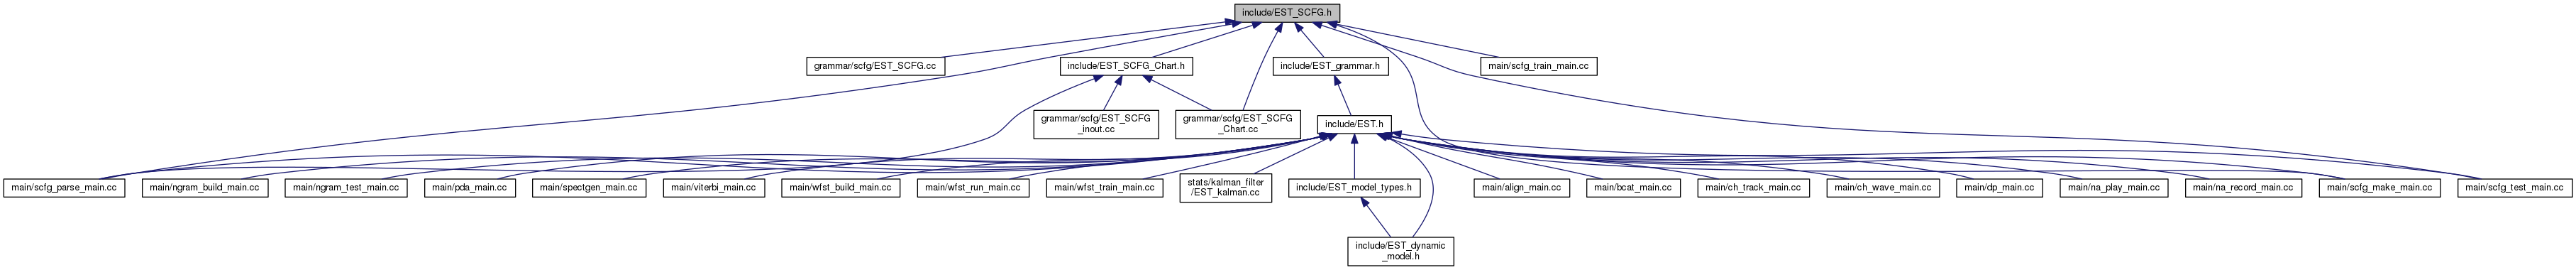 include/EST_SCFG.h
grammar/scfg/EST_SCFG.cc
include/EST_SCFG_Chart.h
include/EST_grammar.h
main/scfg_train_main.cc
grammar/scfg/EST_SCFG
_inout.cc
grammar/scfg/EST_SCFG
_Chart.cc
include/EST.h
main/scfg_parse_main.cc
main/ngram_build_main.cc
main/ngram_test_main.cc
main/pda_main.cc
main/spectgen_main.cc
main/viterbi_main.cc
main/wfst_build_main.cc
main/wfst_run_main.cc
main/wfst_train_main.cc
stats/kalman_filter
/EST_kalman.cc
include/EST_model_types.h
main/align_main.cc
main/bcat_main.cc
main/ch_track_main.cc
main/ch_wave_main.cc
main/dp_main.cc
main/na_play_main.cc
main/na_record_main.cc
main/scfg_make_main.cc
main/scfg_test_main.cc
include/EST_dynamic
_model.h